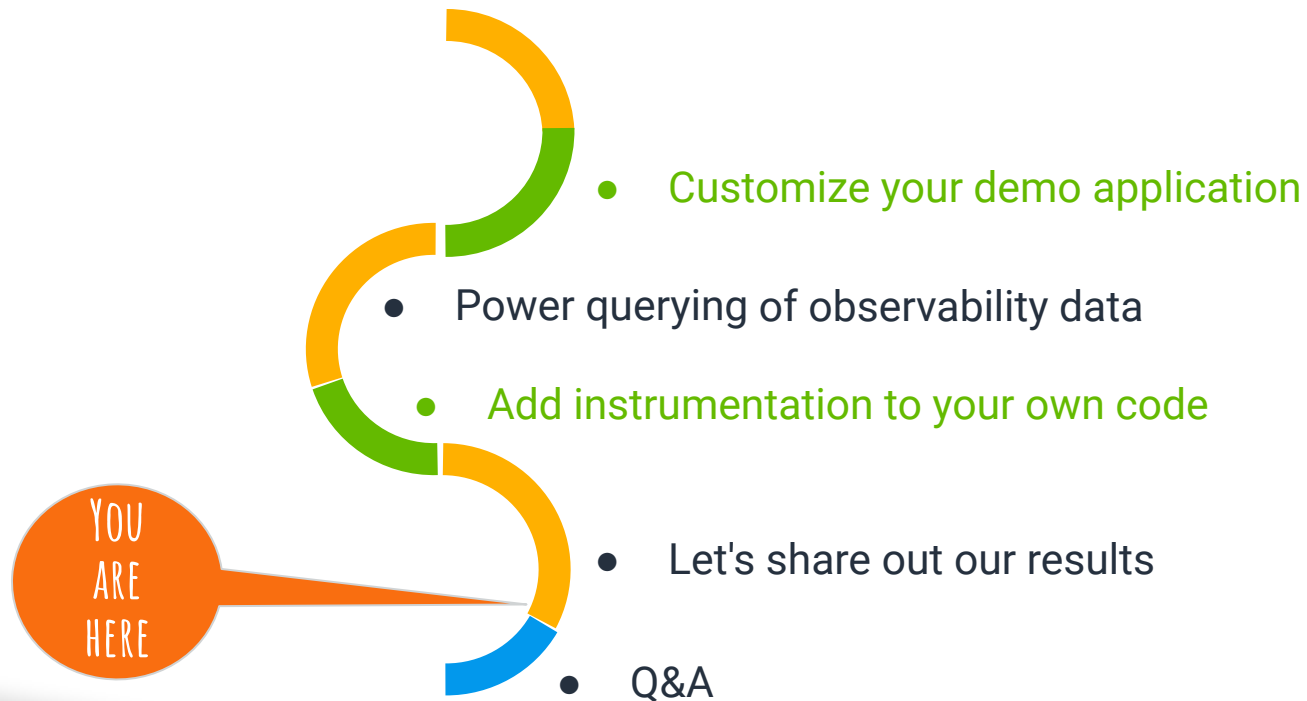 Customize your demo application
Power querying of observability data
Add instrumentation to your own code
YOU
ARE
HERE
Let's share out our results
Q&A